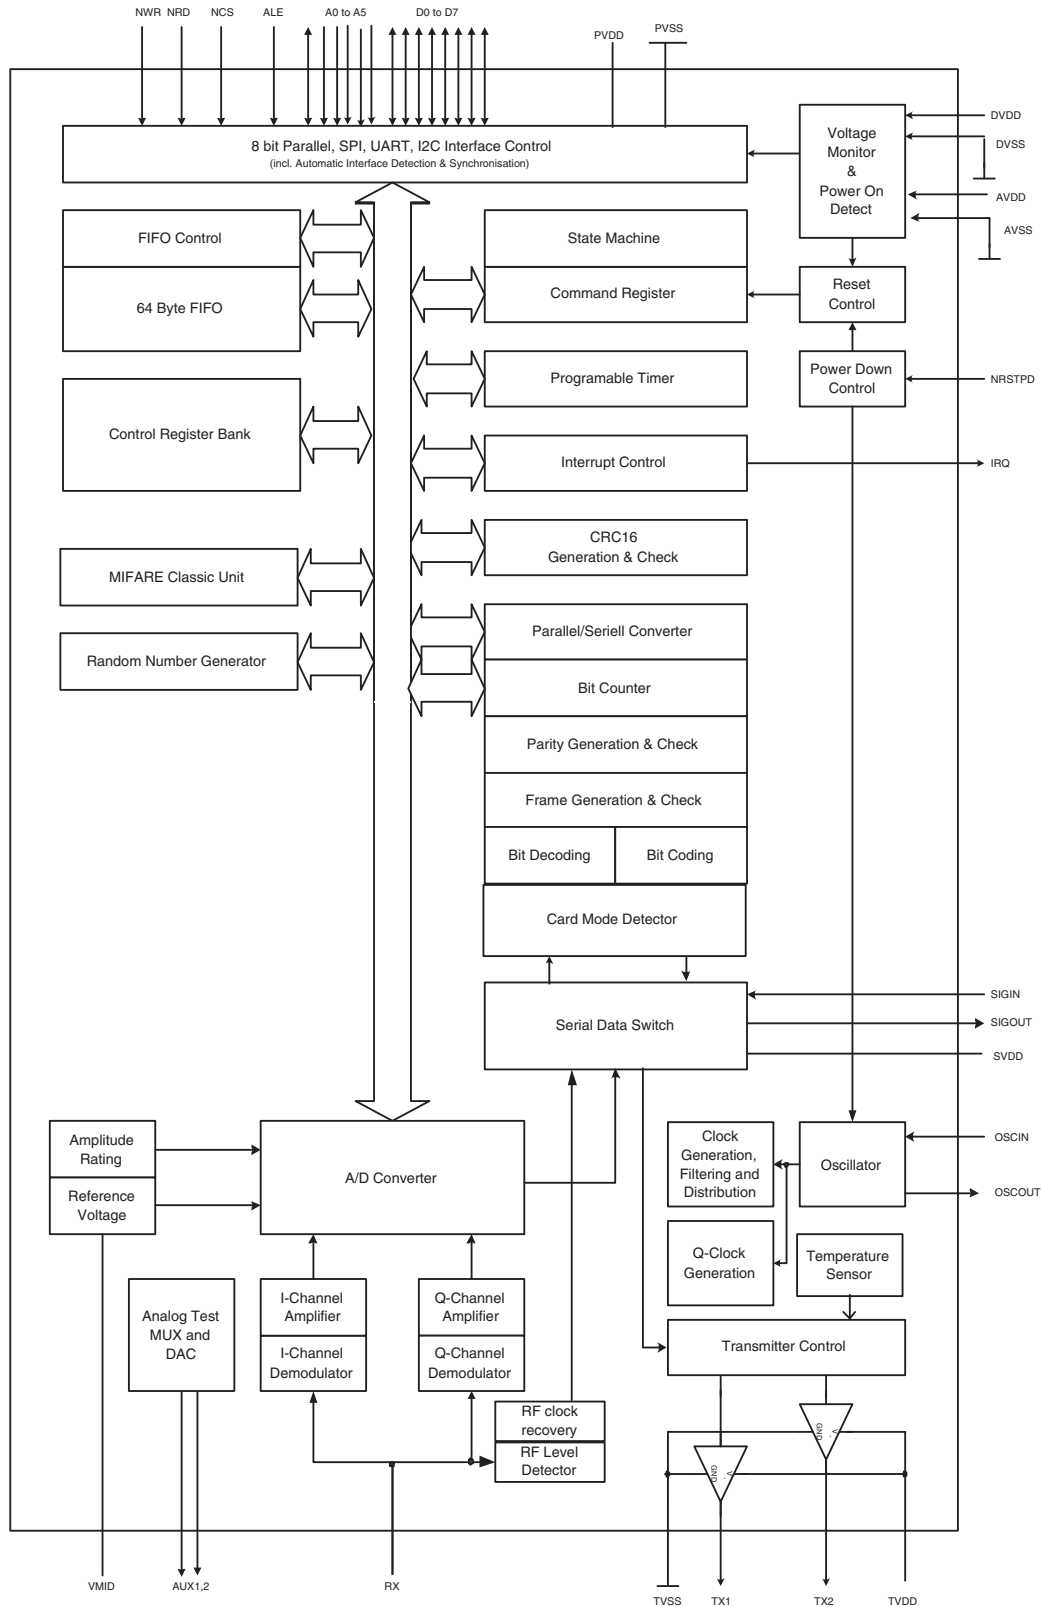 NWR NRD NCS ALE A0 to A5 D0 to D7
PVDD PVSS
8 bit Parallel, SPI, UART, I2C Interface Control
(incl. Automatic Interface Detection & Synchronisation)
Voltage
Monitor
&
Power On
Detect
DVDD
DVSS
AVDD
AVSS
FIFO Control
64 Byte FIFO
State Machine
Command Register
Reset
Control
Control Register Bank
Programable Timer
Power Down
Control
NRSTPD
Interrupt Control
IRQ
CRC16
Generation & Check
MIFARE Classic Unit
Random Number Generator
Parallel/Seriell Converter
Bit Counter
Parity Generation & Check
Frame Generation & Check
Bit Decoding Bit Coding
Card Mode Detector
Serial Data Switch
SIGIN
SIGOUT
SVDD
Amplitude
Rating
Reference
Voltage
A/D Converter
Clock
Generation,
Filtering and
Distribution
Oscillator
OSCIN
OSCOUT
Q-Clock
Generation
Temperature
Sensor
Analog Test
MUX and
DAC
I-Channel
Amplifier
I-Channel
Demodulator
Q-Channel
Amplifier
Q-Channel
Demodulator
Transmitter Control
RF clock
recovery
RF Level
Detector
GND
GND
VMID AUX1,2 RX TVSS TX1 TX2 TVDD